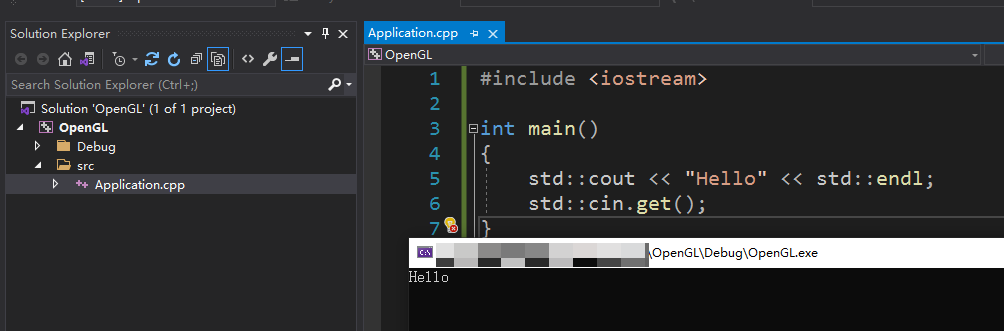 Solution Explorer
Search Solution Explorer (Ctrl+;)
Solution 'OpenGL' (1 of 1 project)
OpenGL
Debug
src
Application.cpp
Application.cpp
OpenGL
1 #include <iostream>
2
3 int main()
4 {
5 std::cout << "Hello" << std::endl;
6 std::cin.get();
7 }
\OpenGL\Debug\OpenGL.exe
Hello